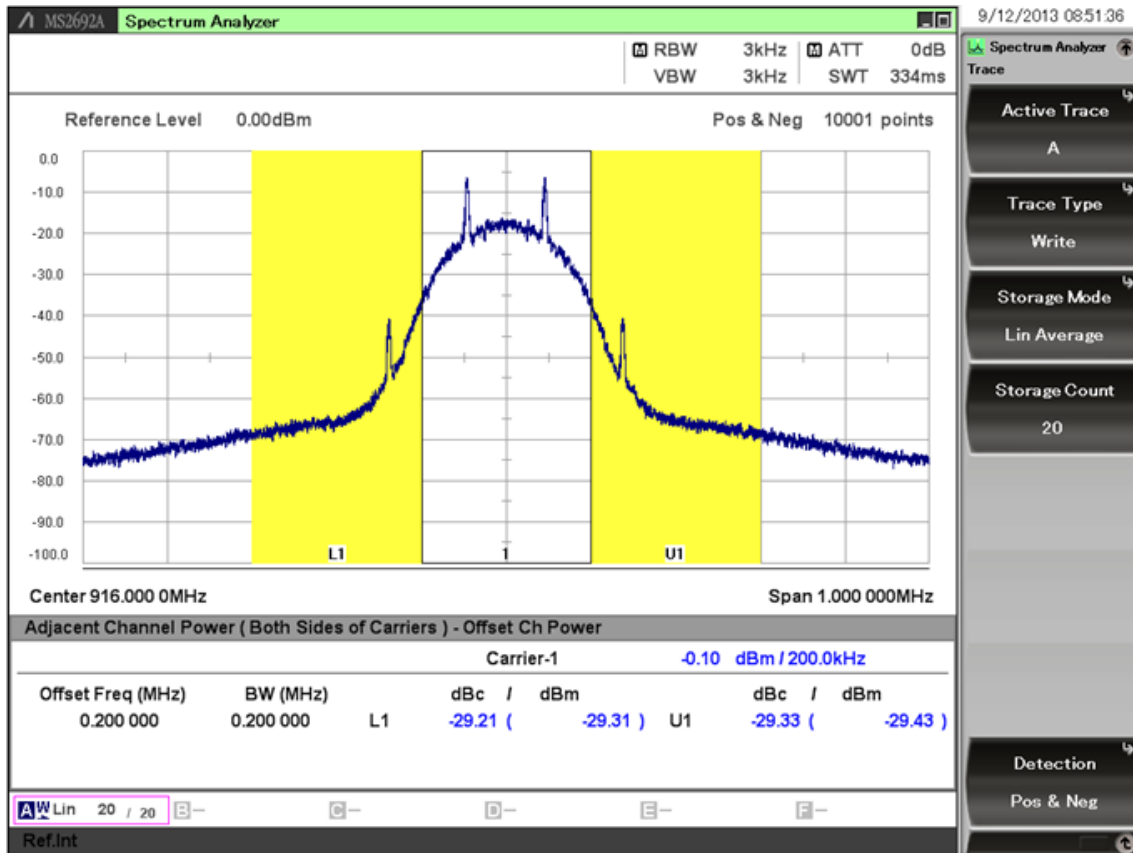 MS2692A Spectrum Analyzer
9/12/2013 08:51:36
RBW 3kHz ATT 0dB
VBW 3kHz SWT 334ms
Spectrum Analyzer
Trace
Reference Level 0.00dBm Pos & Neg 10001 points
0.0
-10.0
-20.0
-30.0
-40.0
-50.0
-60.0
-70.0
-80.0
-90.0
-100.0
L1 1 U1
Center 916.000 0MHz Span 1.000 000MHz
Adjacent Channel Power ( Both Sides of Carriers ) - Offset Ch Power
Carrier-1 -0.10 dBm / 200.0kHz
Offset Freq (MHz) BW (MHz) dBc / dBm dBc / dBm
0.200 000 0.200 000 L1 -29.21 ( -29.31 ) U1 -29.33 ( -29.43 )
A W Lin 20 / 20 B- C- D- E- F-
Ref.Int
Active Trace
A
Trace Type
Write
Storage Mode
Lin Average
Storage Count
20
Detection
Pos & Neg